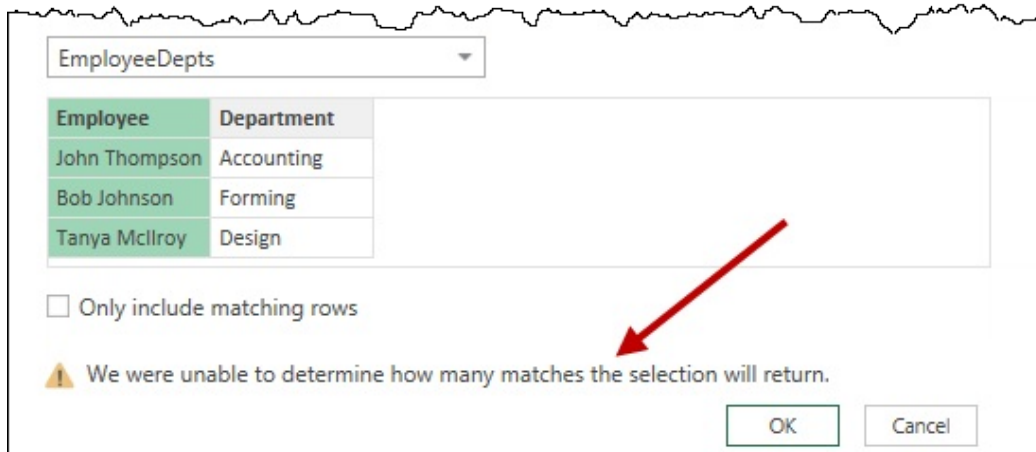 EmployeeDepts
Employee Department
John Thompson Accounting
Bob Johnson Forming
Tanya McIlroy Design
Only include matching rows
We were unable to determine how many matches the selection will return.
OK Cancel